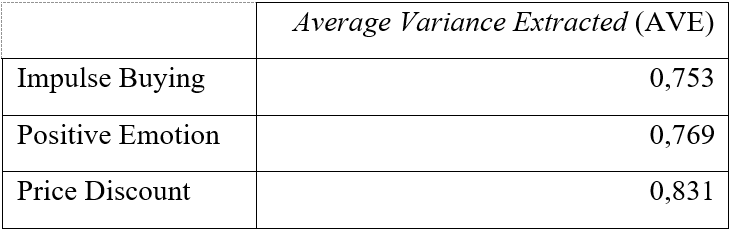 Average Variance Extracted (AVE)
Impulse Buying 0,753
Positive Emotion 0,769
Price Discount 0,831